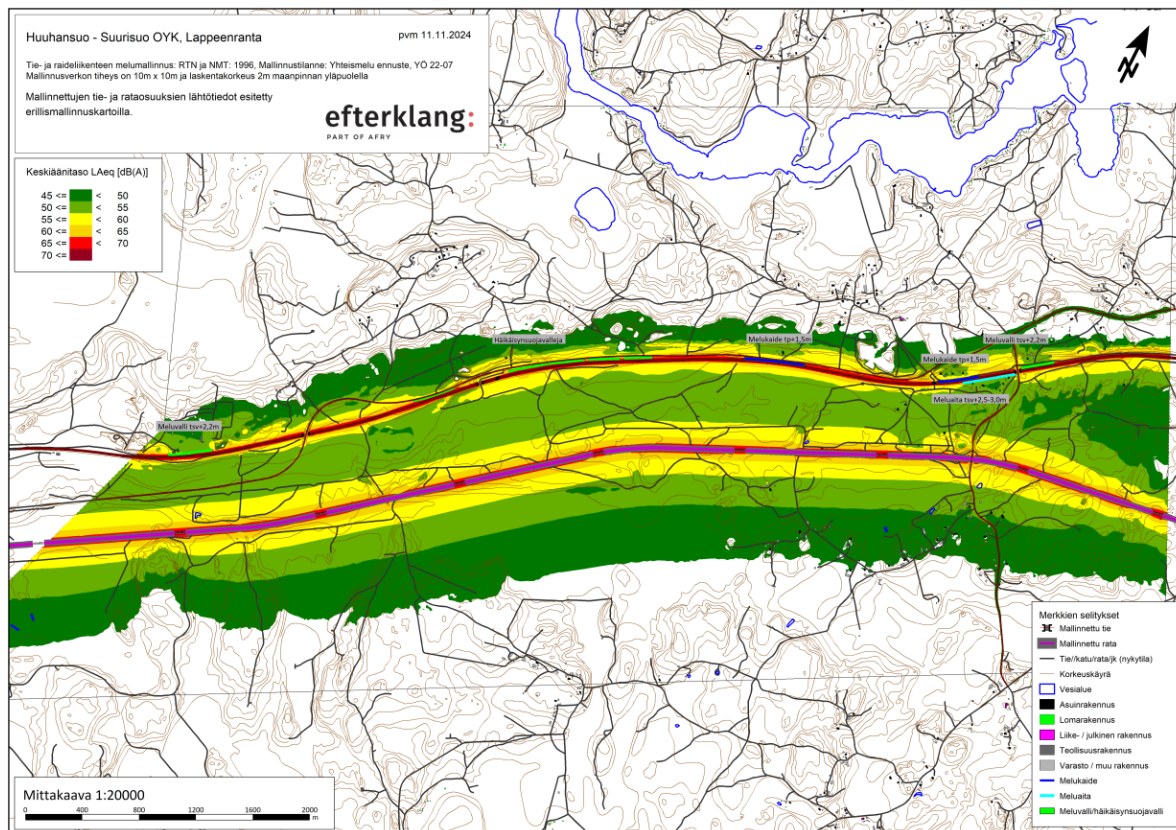 Huuhansuo - Suurisuo OYK, Lappeenranta
pvm 11.11.2024
Tie- ja raideliikenteen melumallinnus: RTN ja NMT: 1996, Mallinnustilanne: Yhteismelu ennuste, YÖ 22-07
Mallinnusverkon tiheys on 10m x 10m ja laskentakorkeus 2m maanpinnan yläpuolella
Mallinnettujen tie- ja rataosuuksien lähtötiedot esitetty
erillismallinnuskartoilla.
efterklang:
PART OF AFRY
N
Keskiäänitaso LAeq [dB(A)]
45 <= < 50
50 <= < 55
55 <= < 60
60 <= < 65
65 <= < 70
70 <=
Häikäisynsuojavalleja
Melukaide tp+1,5m
Meluvalli tsv+2,2m
Melukaide tp+1,5m
Meluaita tsv+2,5-3,0m
Meluvalli tsv+2,2m
Merkkien selitykset
Mallinnettu tie
Mallinnettu rata
Tie//katu/rata/jk (nykytila)
Korkeuskäyrä
Vesialue
Asuinrakennus
Lomarakennus
Liike- / julkinen rakennus
Teollisuusrakennus
Varasto / muu rakennus
Melukaide
Meluaita
Meluvalli/häikäisynsuojavalli
Mittakaava 1:20000
0 400 800 1200 1600 2000
m